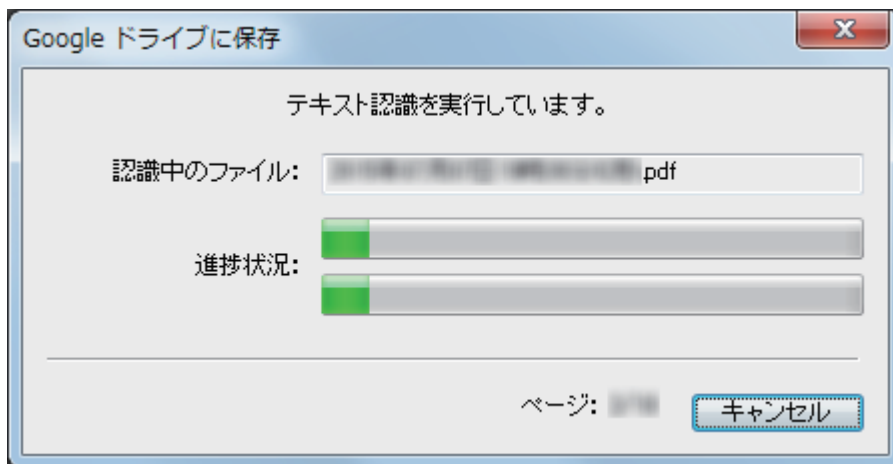 Google ドライブに保存
テキスト認識を実行しています。
認識中のファイル: .pdf
進捗状況:
ページ:
キャンセル